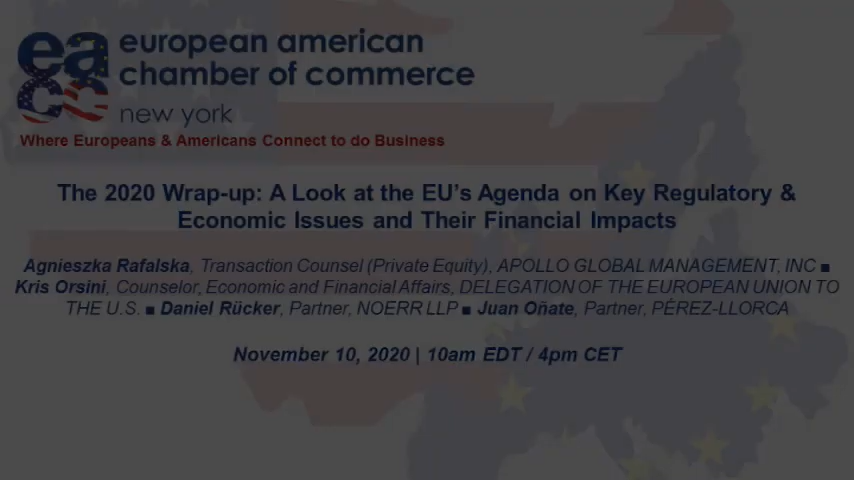 european american
chamber of commerce
new york
Where Europeans & Americans Connect to do Business
The 2020 Wrap-up: A Look at the EU's Agenda on Key Regulatory &
Economic Issues and Their Financial Impacts
Agnieszka Rafalska, Transaction Counsel (Private Equity), APOLLO GLOBAL MANAGEMENT, INC ■
Kris Orsini, Counselor, Economic and Financial Affairs, DELEGATION OF THE EUROPEAN UNION TO
THE U.S. ■ Daniel Rücker, Partner, NOERR LLP ■ Juan Oñate, Partner, PÉREZ-LLORCA
November 10, 2020 | 10am EDT / 4pm CET
eacc